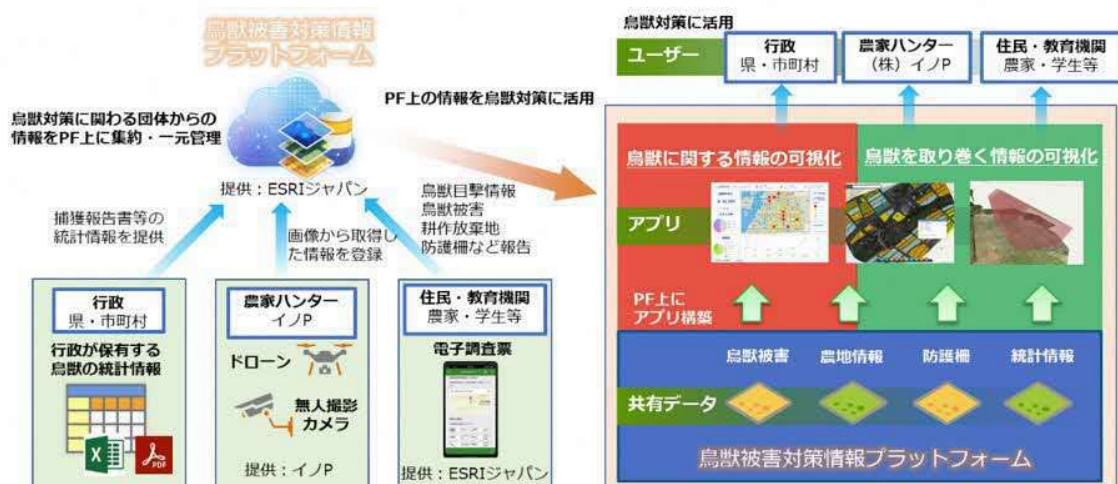 鳥獣被害対策情報
プラットフォーム
鳥獣対策に関わる団体からの
情報をPF上に集約・一元管理
提供：ESRIジャパン
PF上の情報を鳥獣対策に活用
捕獲報告書等の
統計情報を提供
画像から取得し
た情報を登録
鳥獣目撃情報
鳥獣被害
耕作放棄地
防護柵など報告
行政
県・市町村
行政が保有する
鳥獣の統計情報
PDF
農家ハンター
イノP
ドローン
無人撮影
カメラ
提供：イノP
住民・教育機関
農家・学生等
電子調査票
提供：ESRIジャパン
鳥獣対策に活用
ユーザー
行政
県・市町村
農家ハンター
（株）イノP
住民・教育機関
農家・学生等
鳥獣に関する情報の可視化
鳥獣を取り巻く情報の可視化
アプリ
PF上に
アプリ構築
鳥獣被害
農地情報
防護柵
統計情報
共有データ
鳥獣被害対策情報プラットフォーム